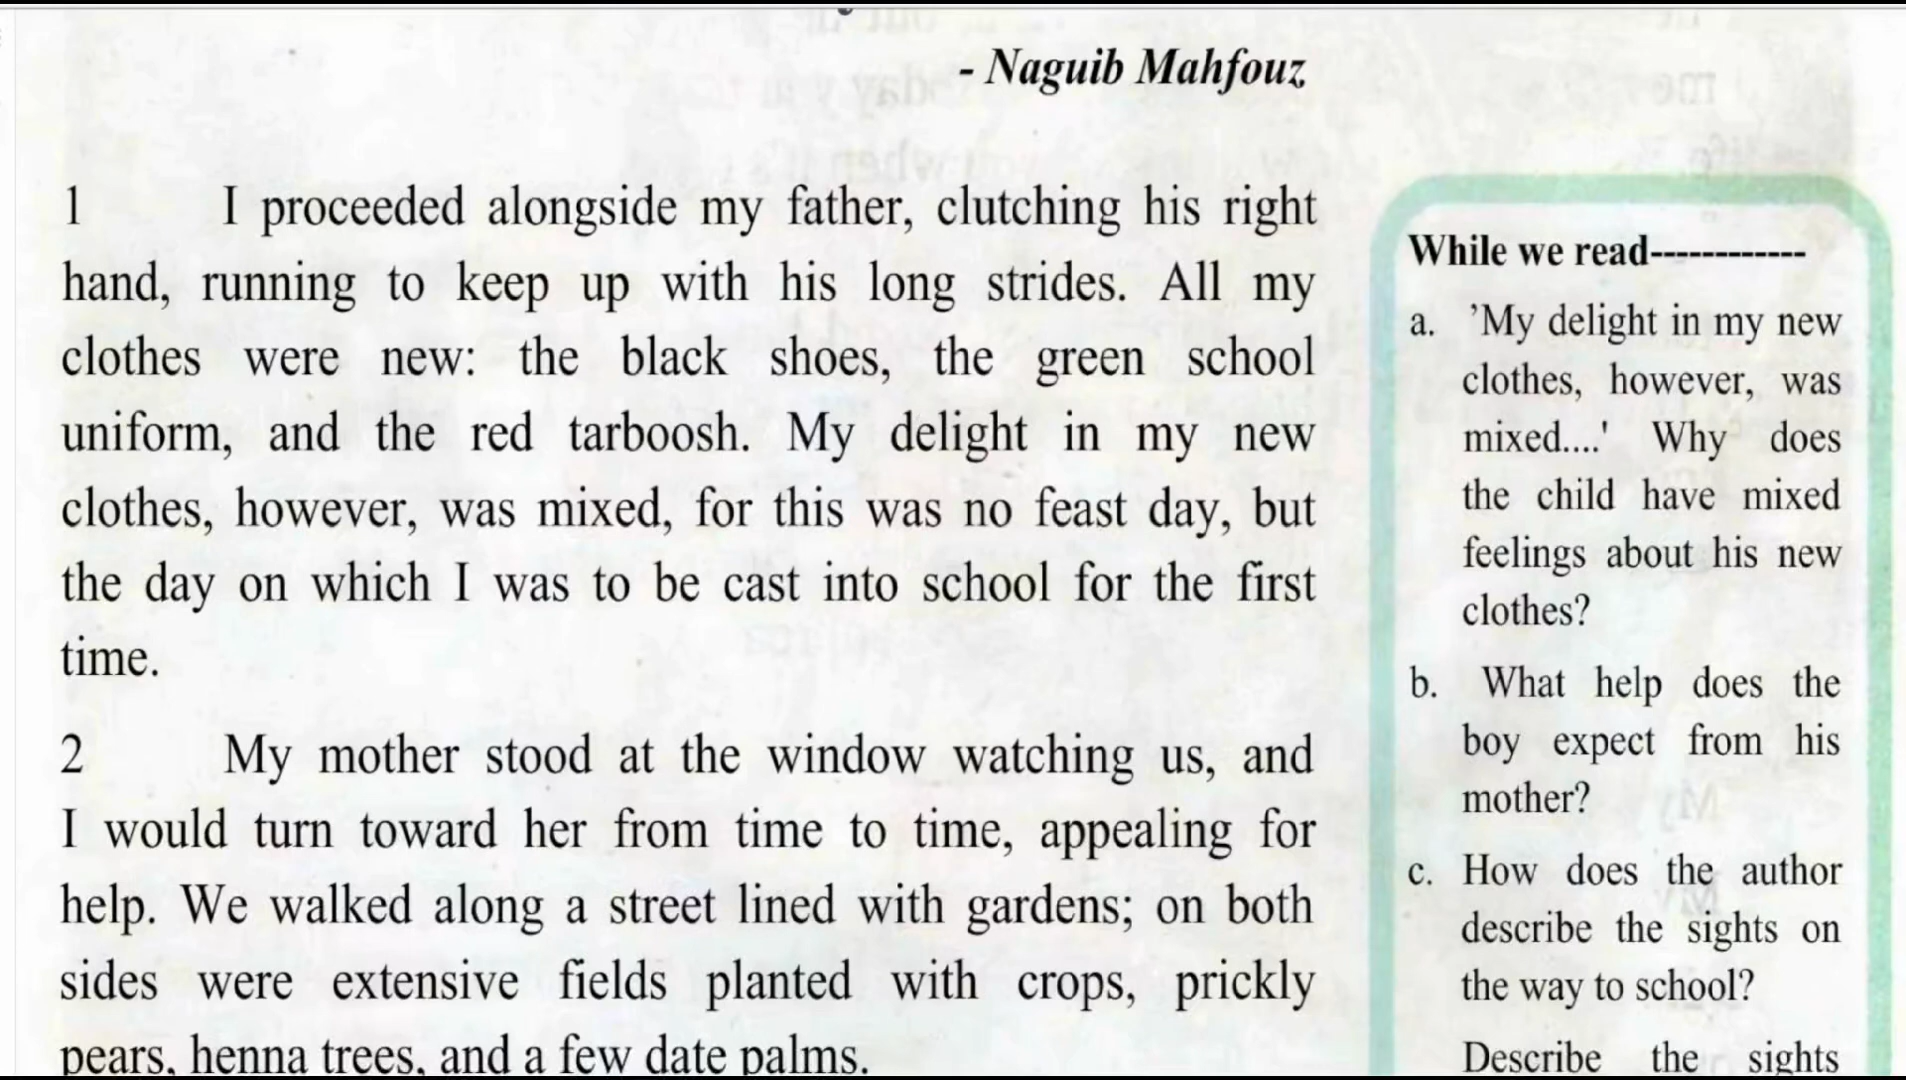 - Naguib Mahfouz
1 I proceeded alongside my father, clutching his right
hand, running to keep up with his long strides. All my
clothes were new: the black shoes, the green school
uniform, and the red tarboosh. My delight in my new
clothes, however, was mixed, for this was no feast day, but
the day on which I was to be cast into school for the first
time.
2 My mother stood at the window watching us, and
I would turn toward her from time to time, appealing for
help. We walked along a street lined with gardens; on both
sides were extensive fields planted with crops, prickly
pears, henna trees, and a few date palms.
While we read------------
a. ’My delight in my new
clothes, however, was
mixed....' Why does
the child have mixed
feelings about his new
clothes?
b. What help does the
boy expect from his
mother?
c. How does the author
describe the sights on
the way to school?
Describe the sights